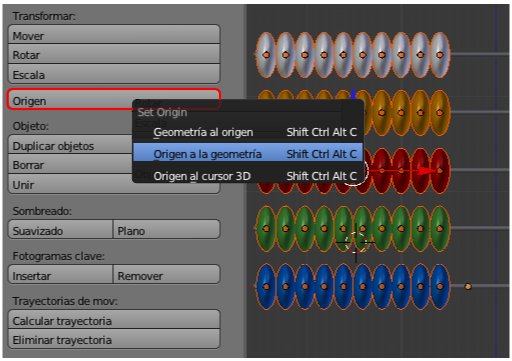 Transformar:
Mover
Rotar
Escala
Origen
Set Origin
Geometría al origen Shift Ctrl Alt C
Origen a la geometría Shift Ctrl Alt C
Origen al cursor 3D Shift Ctrl Alt C
Objeto:
Duplicar objetos
Borrar
Unir
Sombreado:
Suavizado Plano
Fotogramas clave:
Insertar Remover
Trayectorias de mov:
Calcular trayectoria
Eliminar trayectoria